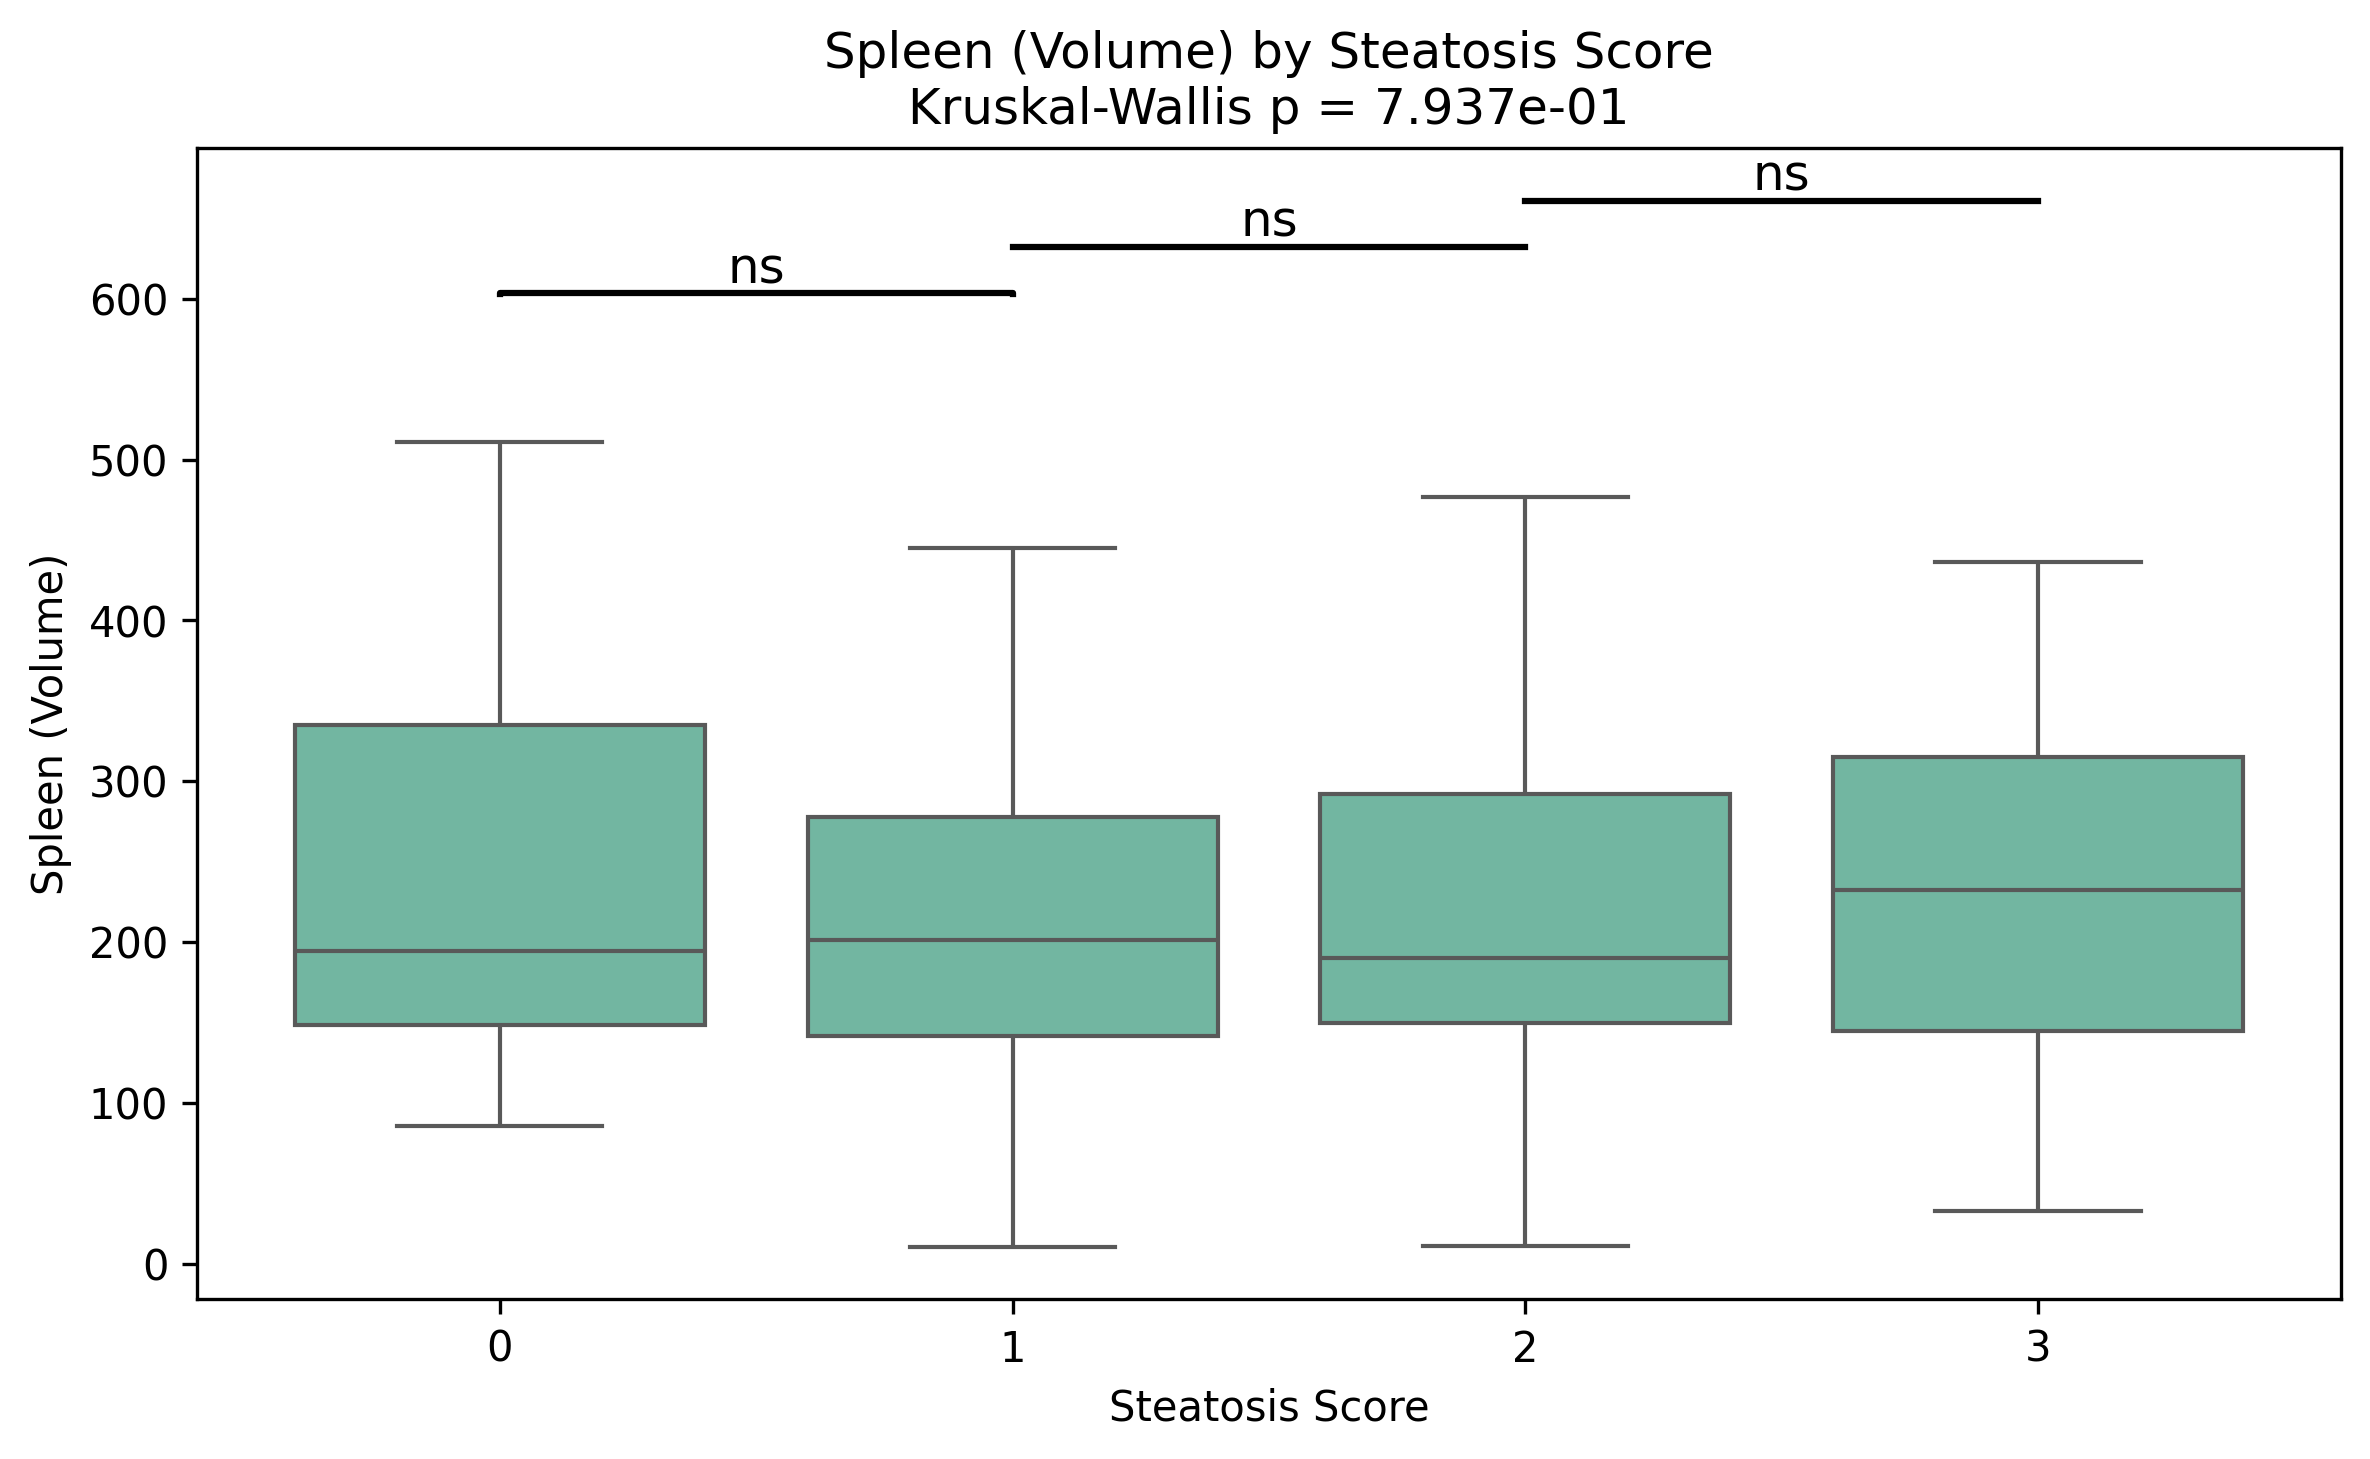 Spleen (Volume) by Steatosis Score
Kruskal-Wallis p = 7.937e-01
ns
ns
ns
600
500
400
300
200
100
0
Spleen (Volume)
0 1 2 3
Steatosis Score